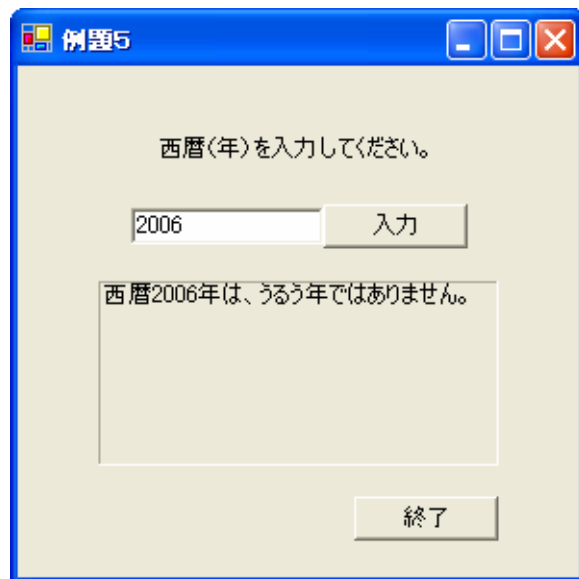 例題5
西暦(年)を入力してください。
2006 入力
西暦2006年は、うるう年ではありません。
終了